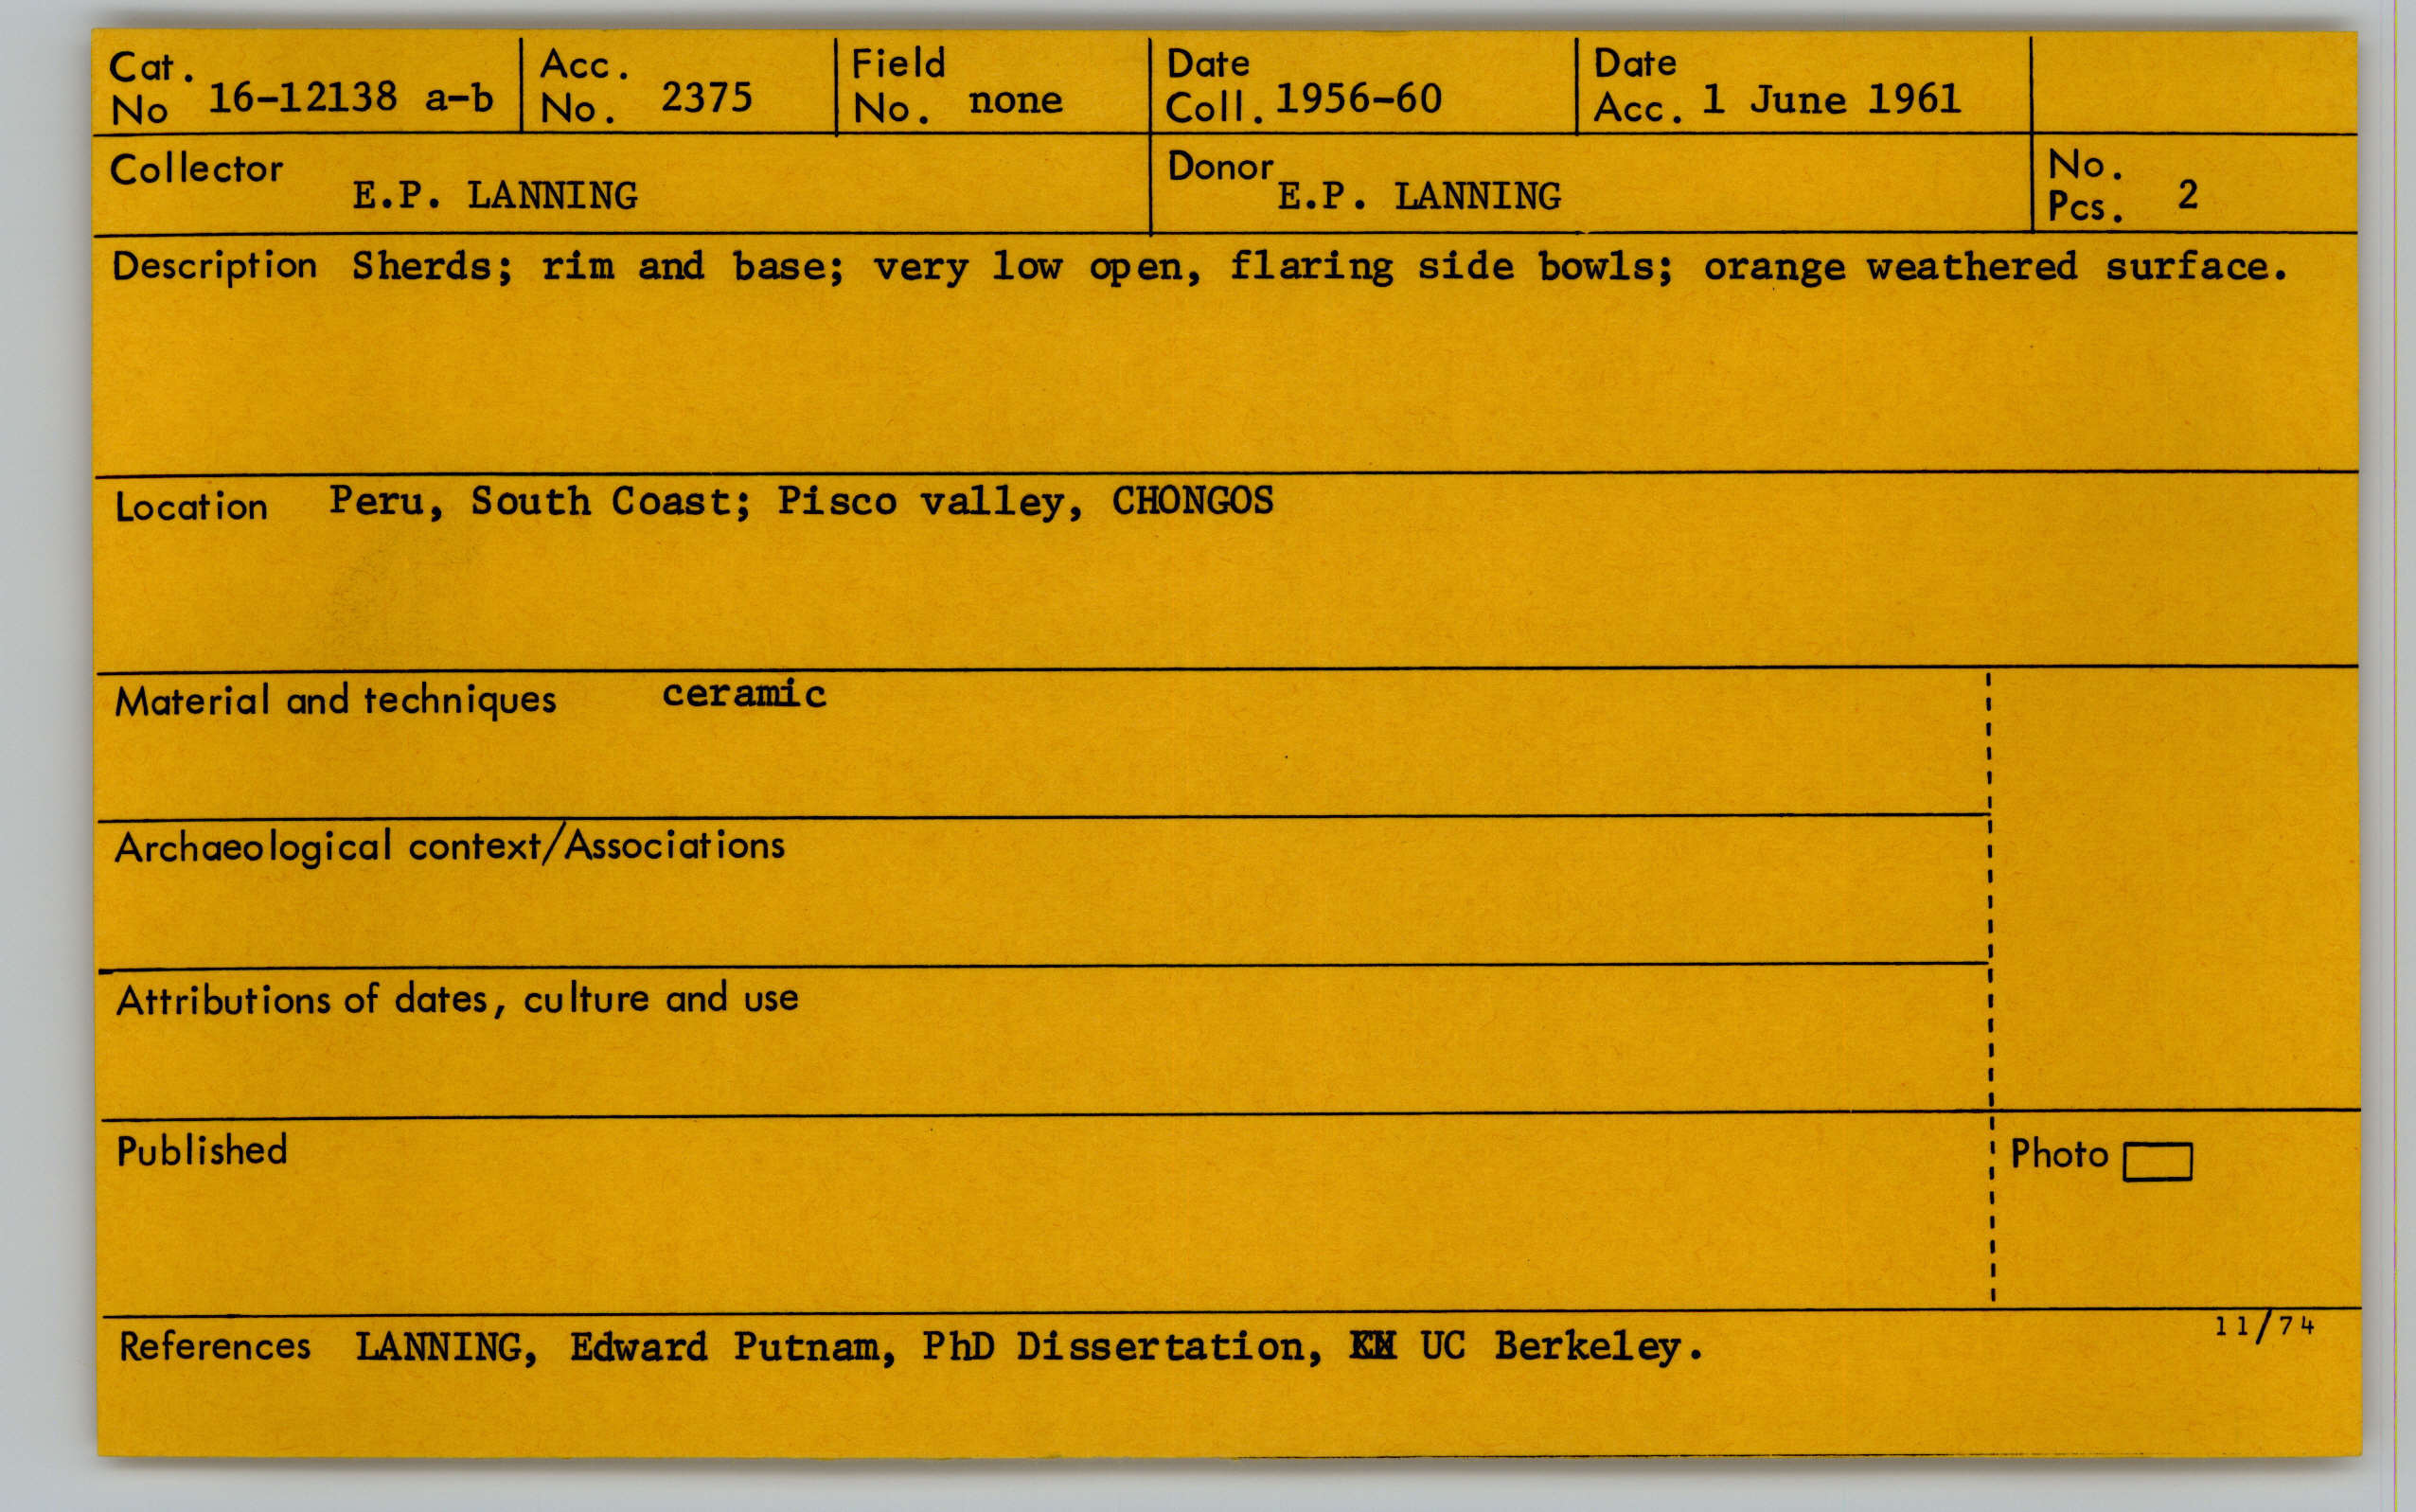 Cat. No 16-12138 a-b Acc. No. 2375 Field No. none Date Coll. 1956-60 Date Acc. 1 June 1961
Collector E.P. LANNING Donor E.P. LANNING No. Pcs. 2
Description Sherds; rim and base; very low open, flaring side bowls; orange weathered surface.
Location Peru, South Coast; Pisco valley, CHONGOS
Material and techniques ceramic
Archaeological context/Associations
Attributions of dates, culture and use
Published Photo
11/74
References LANNING, Edward Putnam, PhD Dissertation, UC Berkeley.